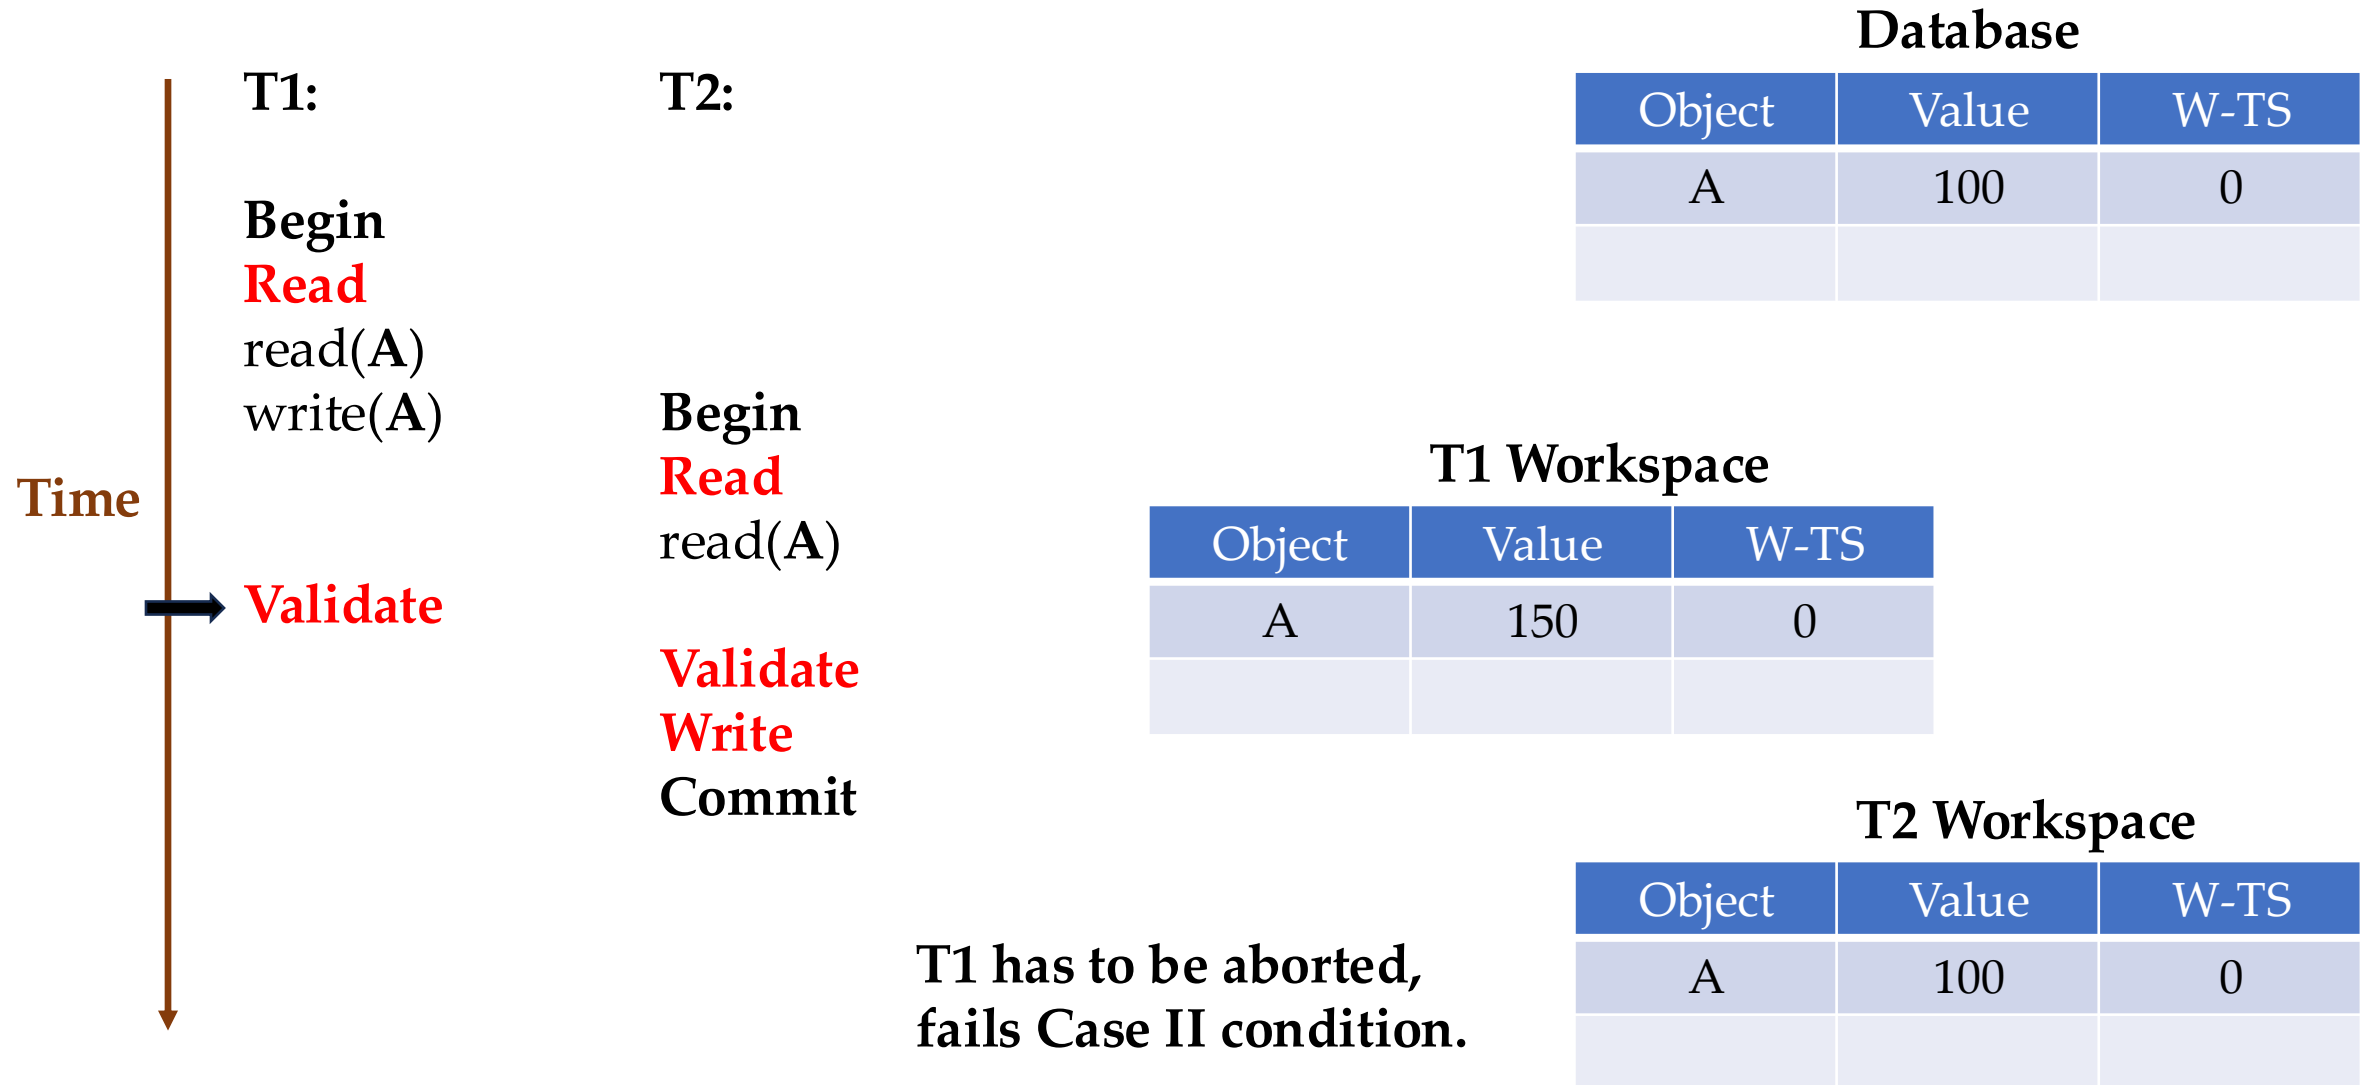 Database
T1: T2:
Object Value W-TS
A 100 0
Begin
Read
read(A)
write(A)
Begin
Read
read(A)
Time
Validate
Validate
Write
Commit
T1 Workspace
Object Value W-TS
A 150 0
T2 Workspace
Object Value W-TS
A 100 0
T1 has to be aborted,
fails Case II condition.